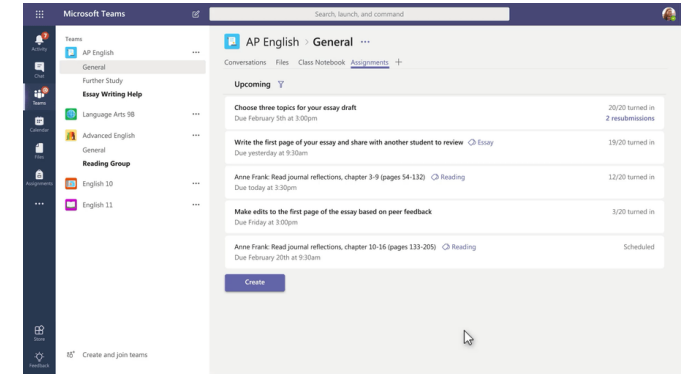 Microsoft Teams
Search, launch, and command
Activity
Chat
Teams
Calendar
Files
Assignments
Store
Feedback
Teams
AP English
General
Further Study
Essay Writing Help
Language Arts 9B
Advanced English
General
Reading Group
English 10
English 11
Create and join teams
AP English > General
Conversations Files Class Notebook Assignments +
Upcoming
Choose three topics for your essay draft 20/20 turned in
Due February 5th at 3:00pm 2 resubmissions
Write the first page of your essay and share with another student to review Essay 19/20 turned in
Due yesterday at 9:30am
Anne Frank: Read journal reflections, chapter 3-9 (pages 54-132) Reading 12/20 turned in
Due today at 3:30pm
Make edits to the first page of the essay based on peer feedback 3/20 turned in
Due Friday at 3:00pm
Anne Frank: Read journal reflections, chapter 10-16 (pages 133-205) Reading Scheduled
Due February 20th at 9:30am
Create